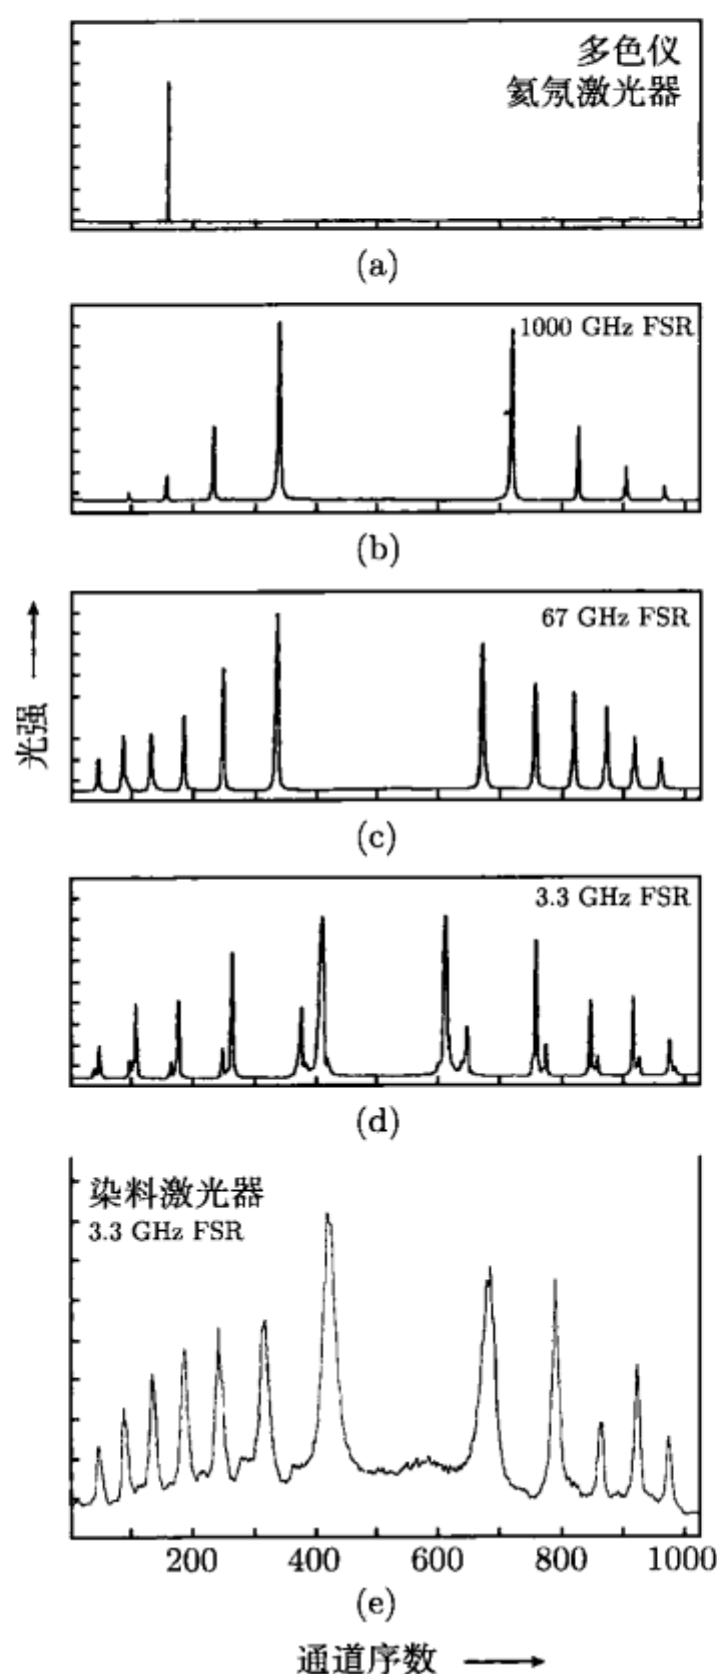 多色仪
氦氖激光器
(a)
1000 GHz FSR
(b)
67 GHz FSR
(c)
光强
3.3 GHz FSR
(d)
染料激光器
3.3 GHz FSR
200 400 600 800 1000
(e)
通道序数